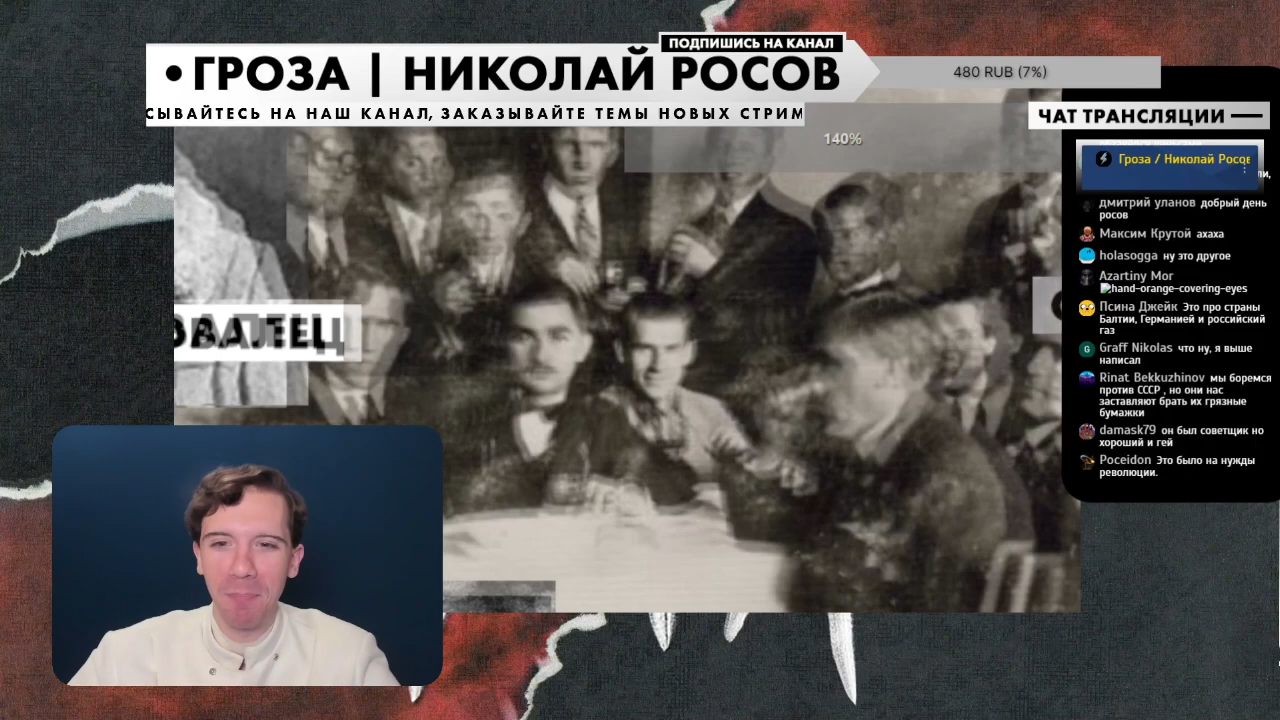 ПОДПИШИСЬ НА КАНАЛ
• ГРОЗА | НИКОЛАЙ РОСОВ
480 RUB (7%)
СЫВАЙТЕСЬ НА НАШ КАНАЛ, ЗАКАЗЫВАЙТЕ ТЕМЫ НОВЫХ СТРИМ
ЧАТ ТРАНСЛЯЦИИ
140%
Гроза / Николай Росов
ли,
дмитрий уланов добрый день
росов
Максим Крутой ахаха
holasogga ну это другое
Azartiny Mor
hand-orange-covering-eyes
Псина Джейк Это про страны
Балтии, Германией и российский
газ
G Graff Nikolas что ну, я выше
написал
Rinat Bekkuzhinov мы боремся
против СССР , но они нас
заставляют брать их грязные
бумажки
damask79 он был советщик но
хороший и гей
Poceidon Это было на нужды
революции.
ОВАЛЕЦ